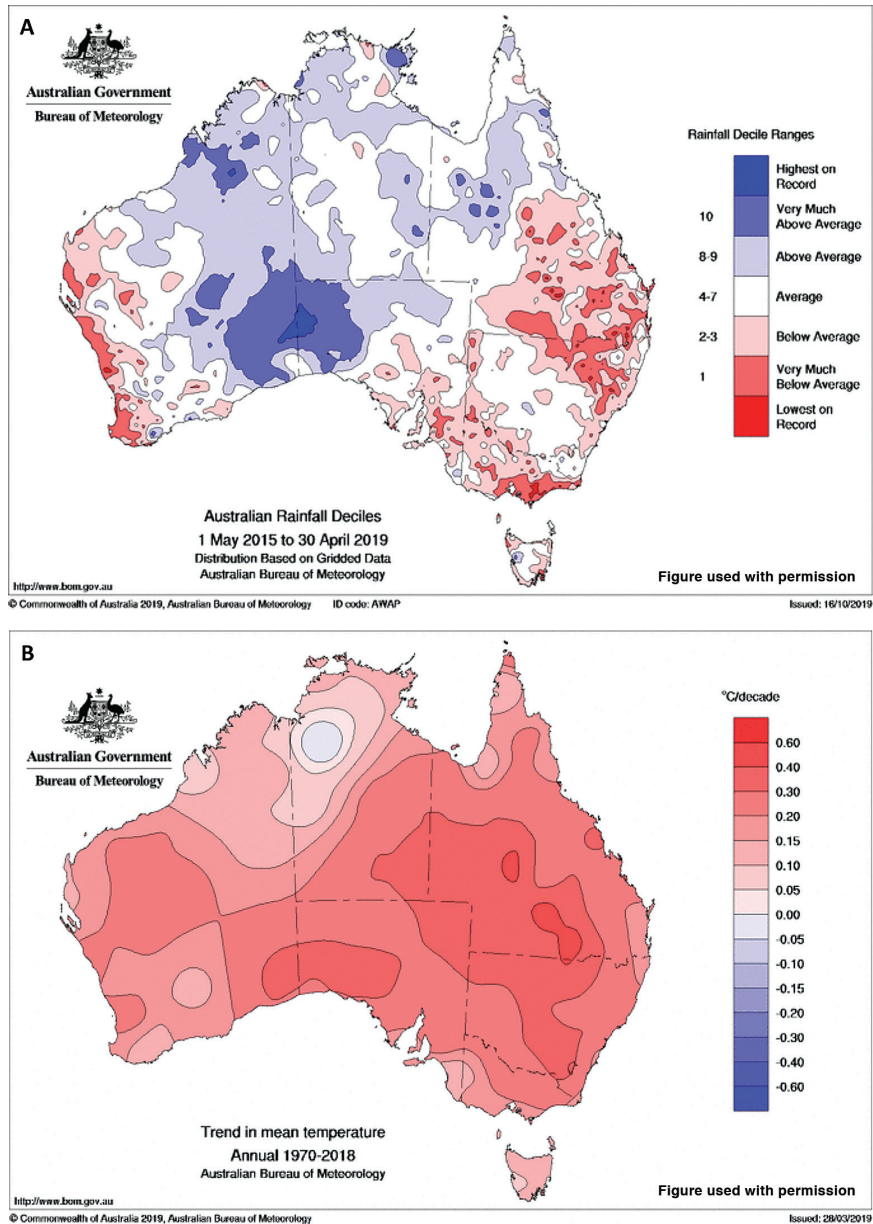 A
Australian Government
Bureau of Meteorology
Rainfall Decile Ranges
Highest on
Record
10
Very Much
Above Average
8-9
Above Average
4-7
Average
2-3
Below Average
1
Very Much
Below Average
Lowest on
Record
Australian Rainfall Deciles
1 May 2015 to 30 April 2019
Distribution Based on Gridded Data
Australian Bureau of Meteorology
http://www.bom.gov.au
Figure used with permission
© Commonwealth of Australia 2019, Australian Bureau of Meteorology ID code: AWAP Issued: 16/10/2019
B
Australian Government
Bureau of Meteorology
°C/decade
0.60
0.40
0.30
0.20
0.15
0.10
0.05
0.00
-0.05
-0.10
-0.15
-0.20
-0.30
-0.40
-0.60
Trend in mean temperature
Annual 1970-2018
Australian Bureau of Meteorology
http://www.bom.gov.au
Figure used with permission
© Commonwealth of Australia 2019, Australian Bureau of Meteorology Issued: 28/03/2019